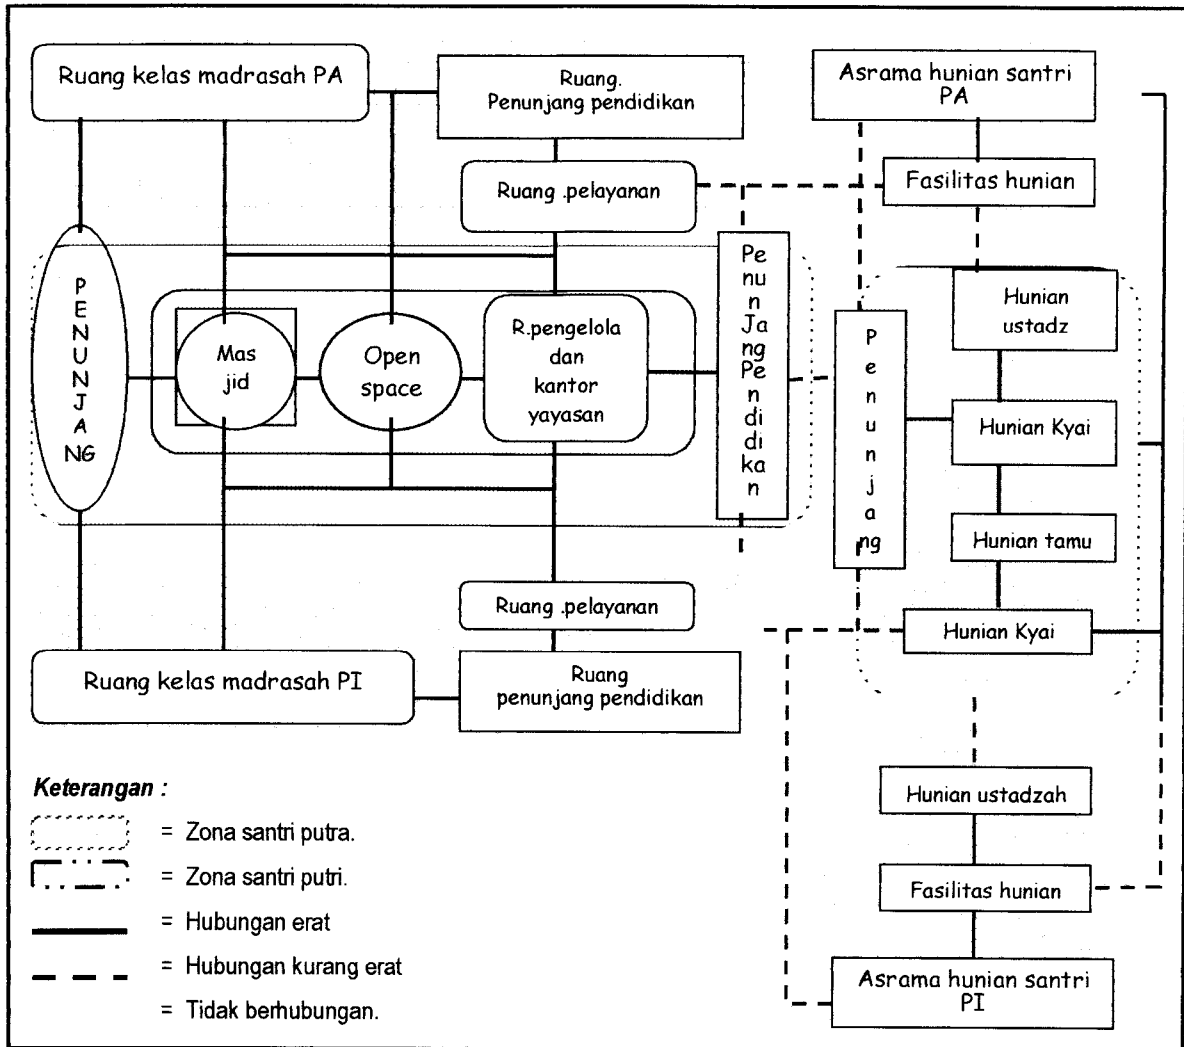 Ruang kelas madrasah PA
Ruang.
Penunjang pendidikan
Asrama hunian santri
PA
Ruang .pelayanan
Fasilitas hunian
P
E
N
U
N
J
A
NG
Mas
jid
Open
space
R.pengelola
dan
kantor
yayasan
Pe
nu
n
Ja
ng
Pe
n
di
di
ka
n
P
e
n
u
n
j
a
ng
Hunian
ustadz
Hunian Kyai
Hunian tamu
Hunian Kyai
Ruang .pelayanan
Ruang kelas madrasah PI
Ruang
penunjang pendidikan
Hunian ustadzah
Fasilitas hunian
Asrama hunian santri
PI
Keterangan :
= Zona santri putra.
= Zona santri putri.
= Hubungan erat
= Hubungan kurang erat
= Tidak berhubungan.